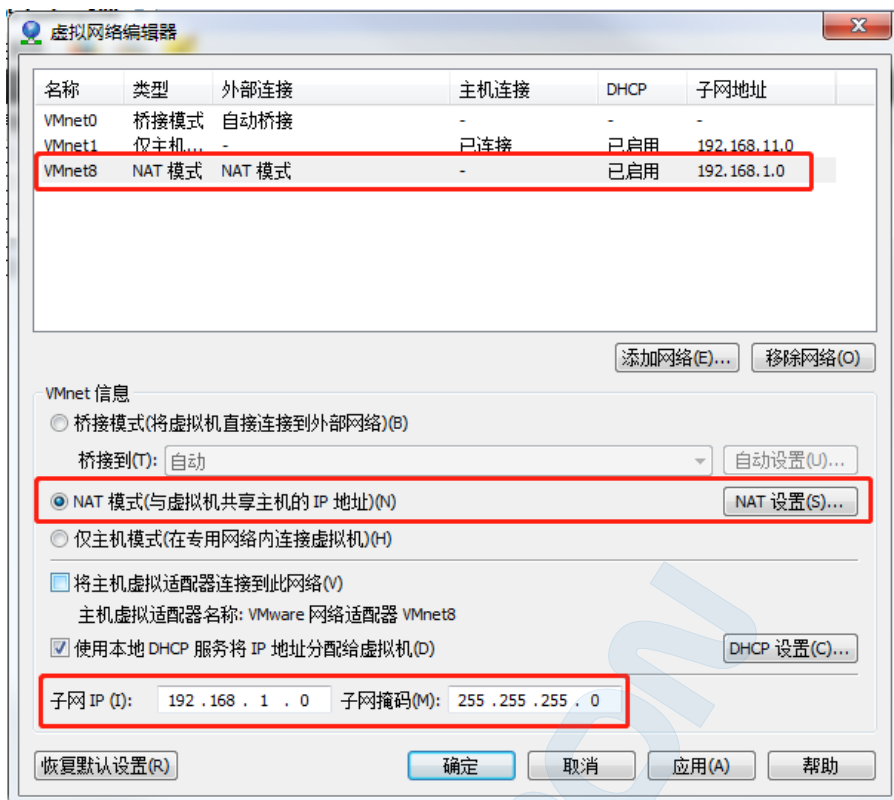 虚拟网络编辑器
名称 类型 外部连接 主机连接 DHCP 子网地址
VMnet0 桥接模式 自动桥接 - - -
VMnet1 仅主机... - 已连接 已启用 192.168.11.0
VMnet8 NAT 模式 NAT 模式 - 已启用 192.168.1.0
添加网络(E)... 移除网络(O)
VMnet 信息
桥接模式(将虚拟机直接连接到外部网络)(B)
桥接到(T): 自动 自动设置(U)...
NAT 模式(与虚拟机共享主机的 IP 地址)(N) NAT 设置(S)...
仅主机模式(在专用网络内连接虚拟机)(H)
将主机虚拟适配器连接到此网络(V)
主机虚拟适配器名称: VMware 网络适配器 VMnet8
使用本地 DHCP 服务将 IP 地址分配给虚拟机(D) DHCP 设置(C)...
子网 IP (I): 192 . 168 . 1 . 0 子网掩码(M): 255 . 255 . 255 . 0
恢复默认设置(R) 确定 取消 应用(A) 帮助